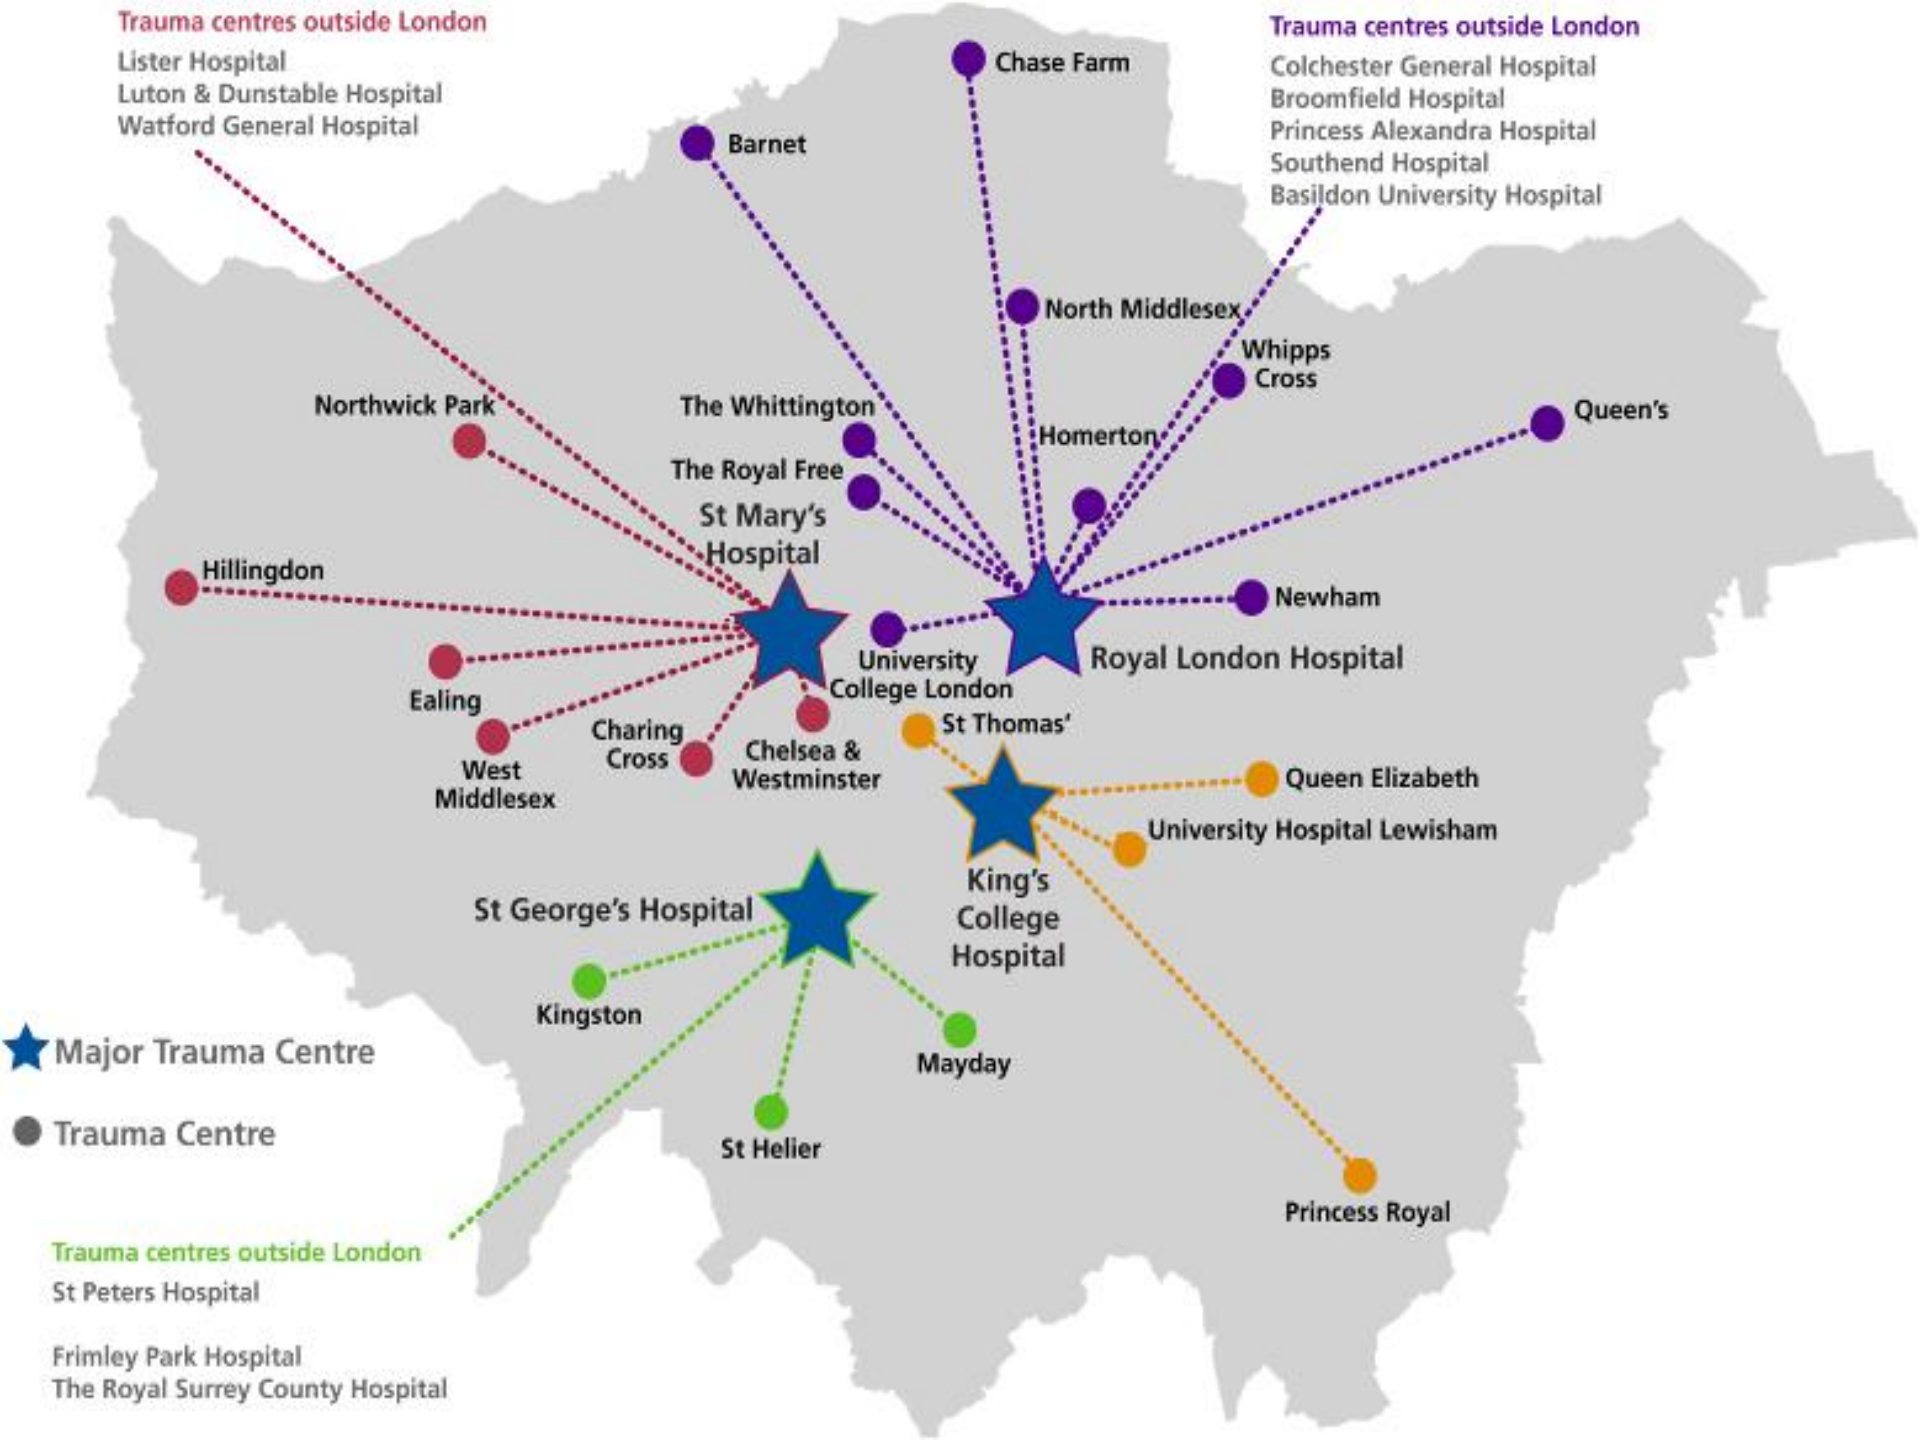 Trauma centres outside London
Lister Hospital
Luton & Dunstable Hospital
Watford General Hospital
Trauma centres outside London
Colchester General Hospital
Broomfield Hospital
Princess Alexandra Hospital
Southend Hospital
Basildon University Hospital
Chase Farm
Barnet
North Middlesex
Whipps
Cross
Queen's
Northwick Park
The Whittington
Homerton
The Royal Free
St Mary's
Hospital
Hillingdon
Newham
University
College London
Royal London Hospital
Ealing
West
Middlesex
Charing
Cross
Chelsea &
Westminster
St Thomas'
Queen Elizabeth
University Hospital Lewisham
King's
College
Hospital
St George's Hospital
Kingston
Mayday
St Helier
Princess Royal
Major Trauma Centre
Trauma Centre
Trauma centres outside London
St Peters Hospital
Frimley Park Hospital
The Royal Surrey County Hospital